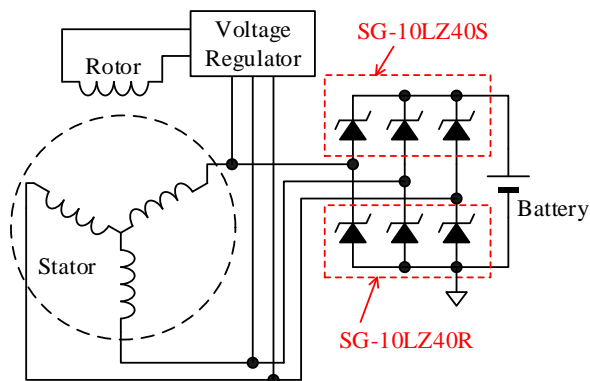 Voltage
Regulator
SG-10LZ40S
Rotor
Battery
Stator
SG-10LZ40R